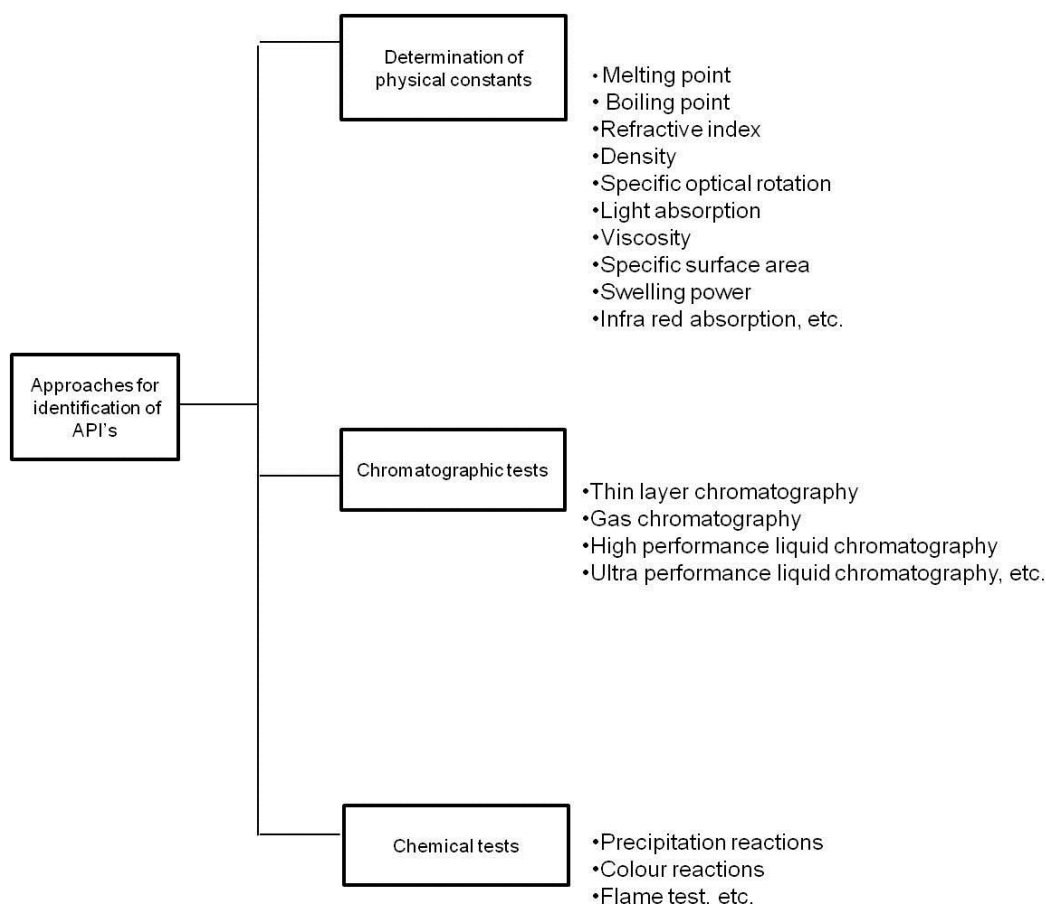 Determination of
physical constants
• Melting point
• Boiling point
•Refractive index
•Density
•Specific optical rotation
•Light absorption
•Viscosity
•Specific surface area
•Swelling power
•Infra red absorption, etc.
Approaches for
identification of
API's
Chromatographic tests
•Thin layer chromatography
•Gas chromatography
•High performance liquid chromatography
•Ultra performance liquid chromatography, etc.
Chemical tests
•Precipitation reactions
•Colour reactions
•Flame test, etc.